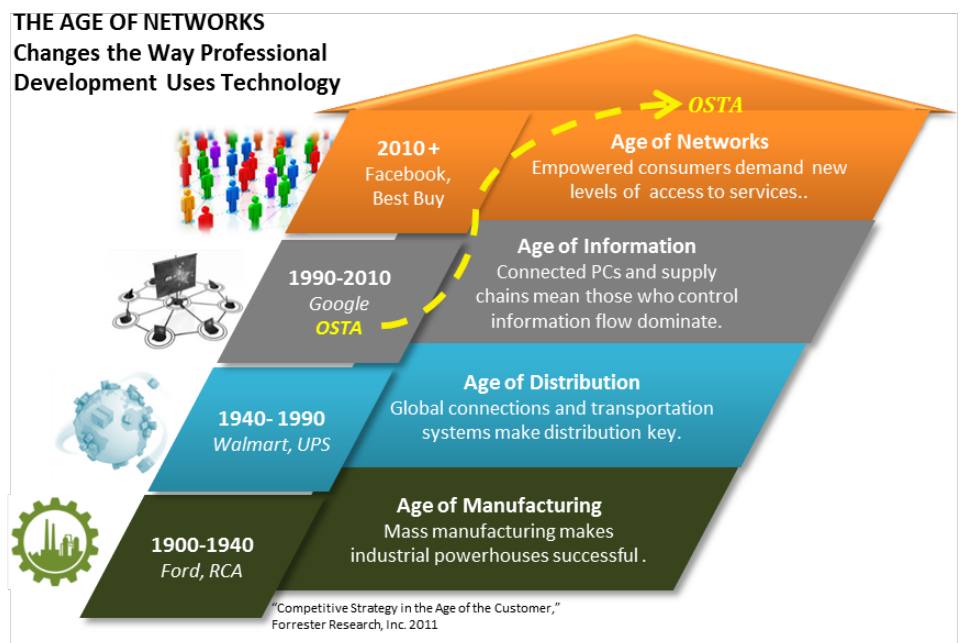 THE AGE OF NETWORKS
Changes the Way Professional
Development Uses Technology
OSTA
2010 +
Facebook,
Best Buy
Age of Networks
Empowered consumers demand new
levels of access to services..
1990-2010
Google
OSTA
Age of Information
Connected PCs and supply
chains mean those who control
information flow dominate.
1940- 1990
Walmart, UPS
Age of Distribution
Global connections and transportation
systems make distribution key.
1900-1940
Ford, RCA
Age of Manufacturing
Mass manufacturing makes
industrial powerhouses successful .
“Competitive Strategy in the Age of the Customer,”
Forrester Research, Inc. 2011